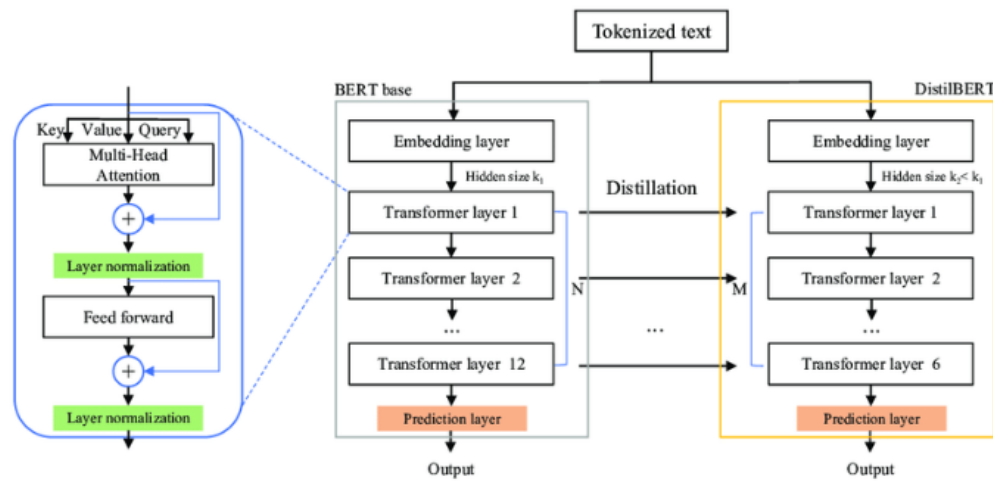 Tokenized text
BERT base
DistilBERT
Key Value Query
Multi-Head
Attention
+
Layer normalization
Feed forward
+
Layer normalization
Embedding layer
Hidden size k₁
Transformer layer 1
Transformer layer 2
...
Transformer layer 12
Prediction layer
Output
N
Distillation
...
M
Embedding layer
Hidden size k₂< k₁
Transformer layer 1
Transformer layer 2
...
Transformer layer 6
Prediction layer
Output